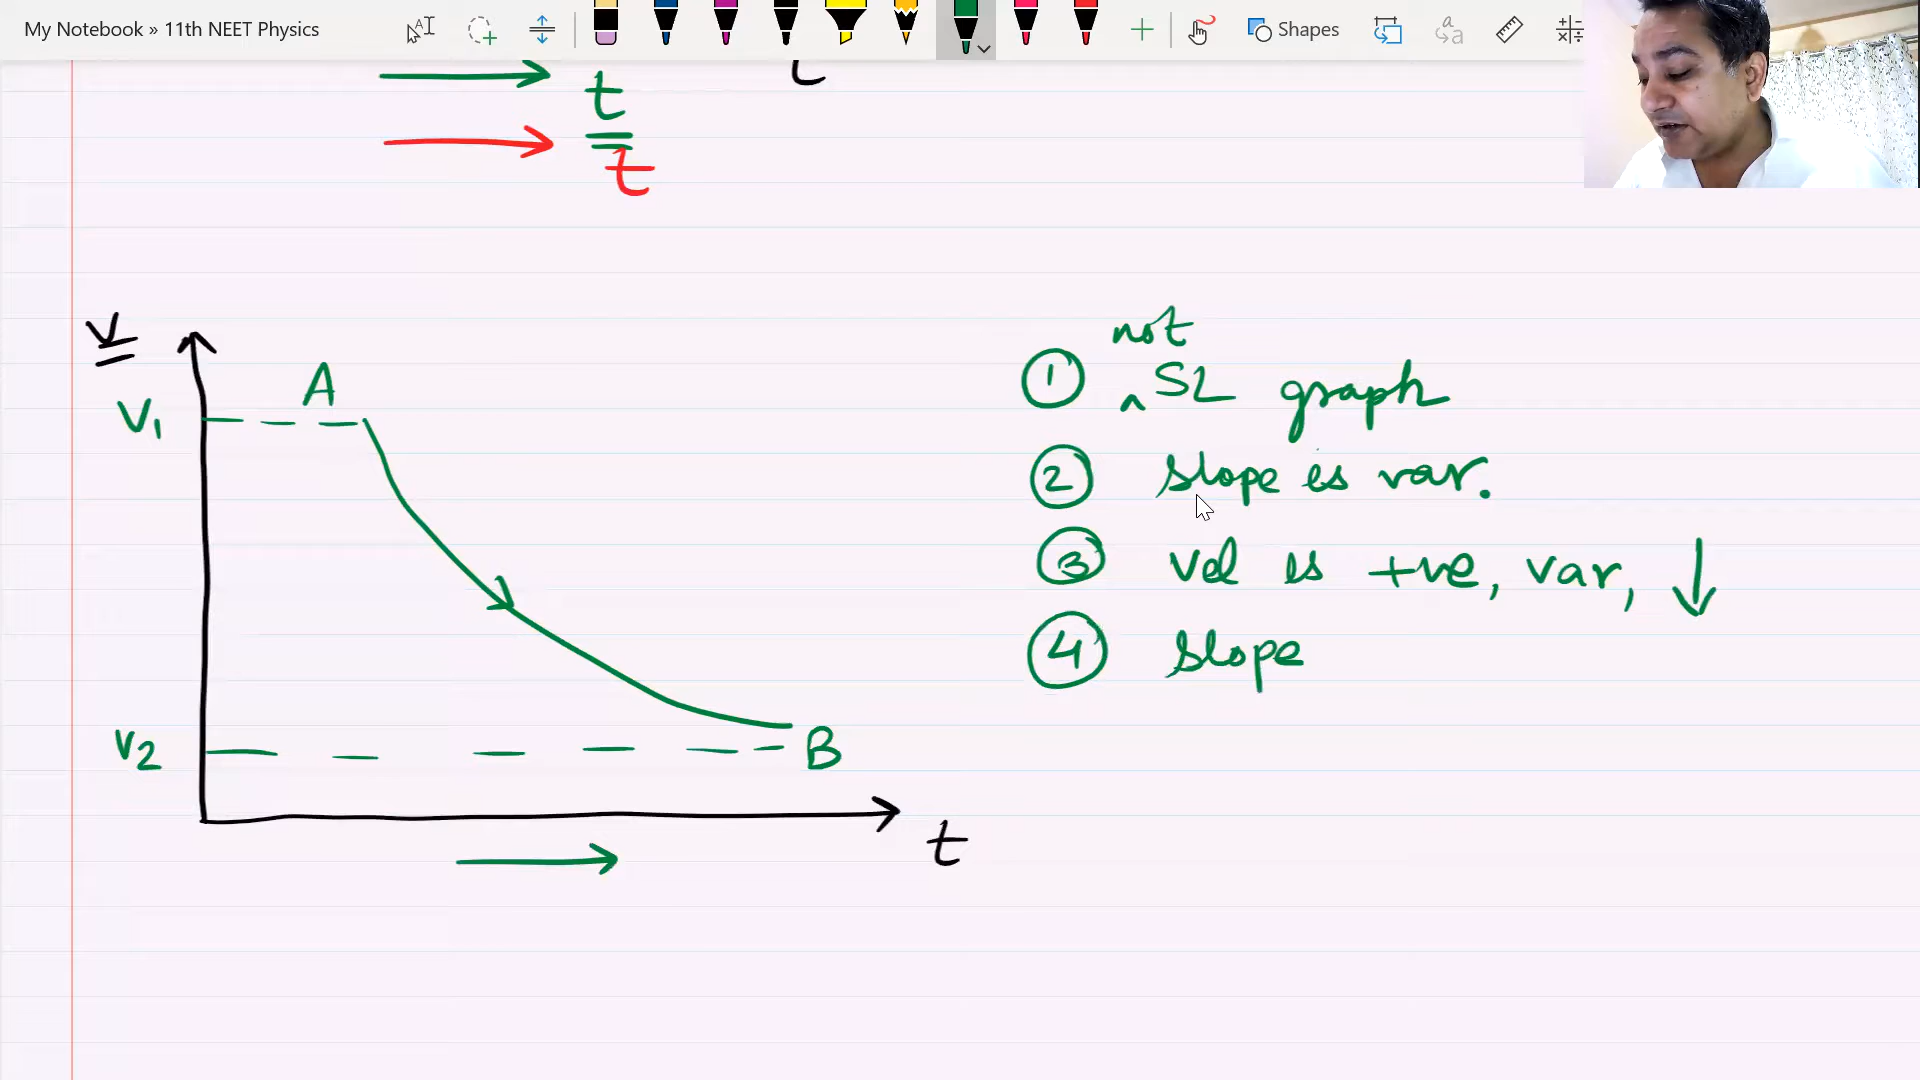 My Notebook » 11th NEET Physics
Shapes
t
t
V
A
V1
V2
B
t
not
1 ^ SL graph
2 slope is var.
3 vel is +ve, var, ↓
4 slope